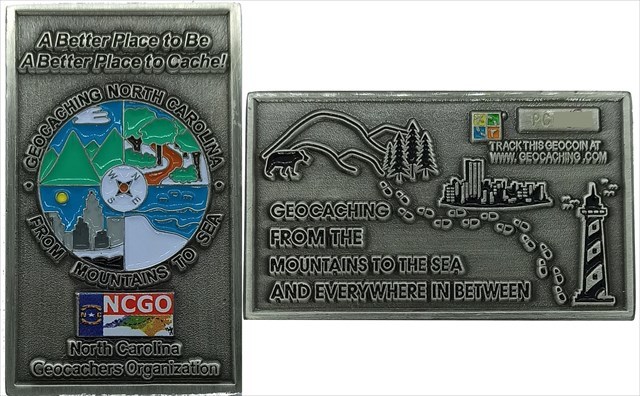 A Better Place to Be
A Better Place to Cache!
GEOCACHING NORTH CAROLINA
FROM MOUNTAINS TO SEA
N
E
S
W
N C
NCGO
North Carolina
Geocachers Organization
PC
TRACK THIS GEOCOIN AT
WWW.GEOCACHING.COM
GEOCACHING
FROM THE
MOUNTAINS TO THE SEA
AND EVERYWHERE IN BETWEEN